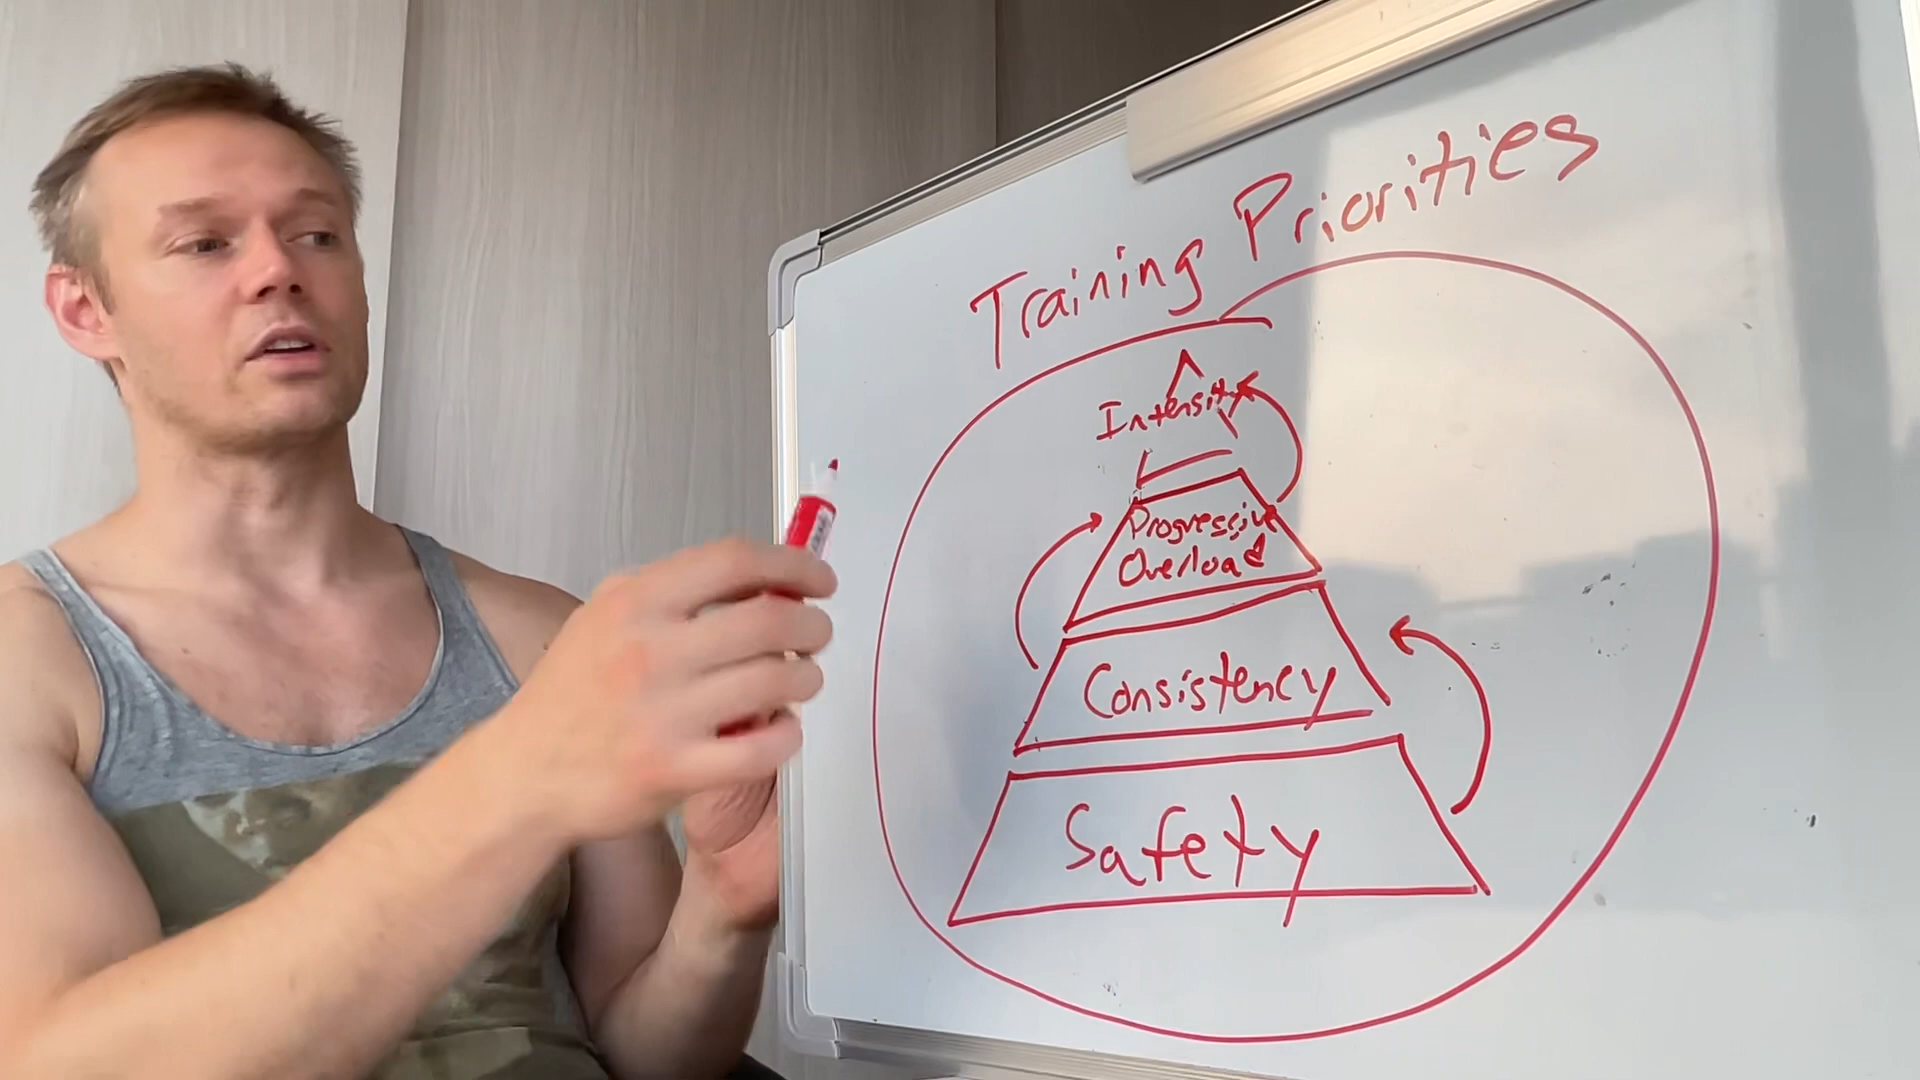 Training Priorities
Intensity
Progressive
Overload
Consistency
Safety